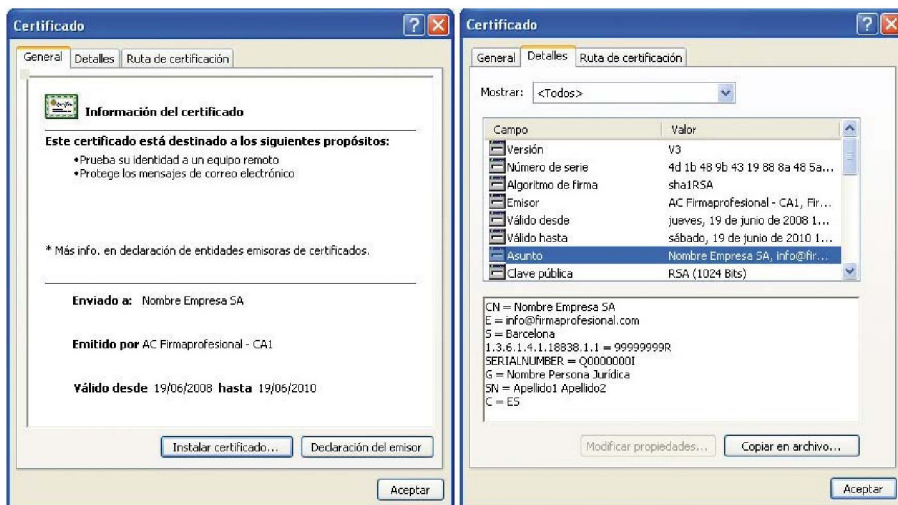 Certificado
General Detalles Ruta de certificación
Información del certificado
Este certificado está destinado a los siguientes propósitos:
•Prueba su identidad a un equipo remoto
•Protege los mensajes de correo electrónico
* Más info. en declaración de entidades emisoras de certificados.
Enviado a: Nombre Empresa SA
Emitido por AC Firmaprofesional - CA1
Válido desde 19/06/2008 hasta 19/06/2010
Instalar certificado... Declaración del emisor
Aceptar
Certificado
General Detalles Ruta de certificación
Mostrar: <Todos>
Campo Valor
Versión V3
Número de serie 4d 1b 48 9b 43 19 88 8a 48 5a...
Algoritmo de firma sha1RSA
Emisor AC Firmaprofesional - CA1, Fir...
Válido desde jueves, 19 de junio de 2008 1...
Válido hasta sábado, 19 de junio de 2010 1...
Asunto Nombre Empresa SA, info@fir...
Clave pública RSA (1024 Bits)
CN = Nombre Empresa SA
E = info@firmaprofesional.com
S = Barcelona
1.3.6.1.4.1.18838.1.1 = 99999999R
SERIALNUMBER = Q0000000I
G = Nombre Persona Jurídica
SN = Apellido1 Apellido2
C = ES
Modificar propiedades... Copiar en archivo...
Aceptar